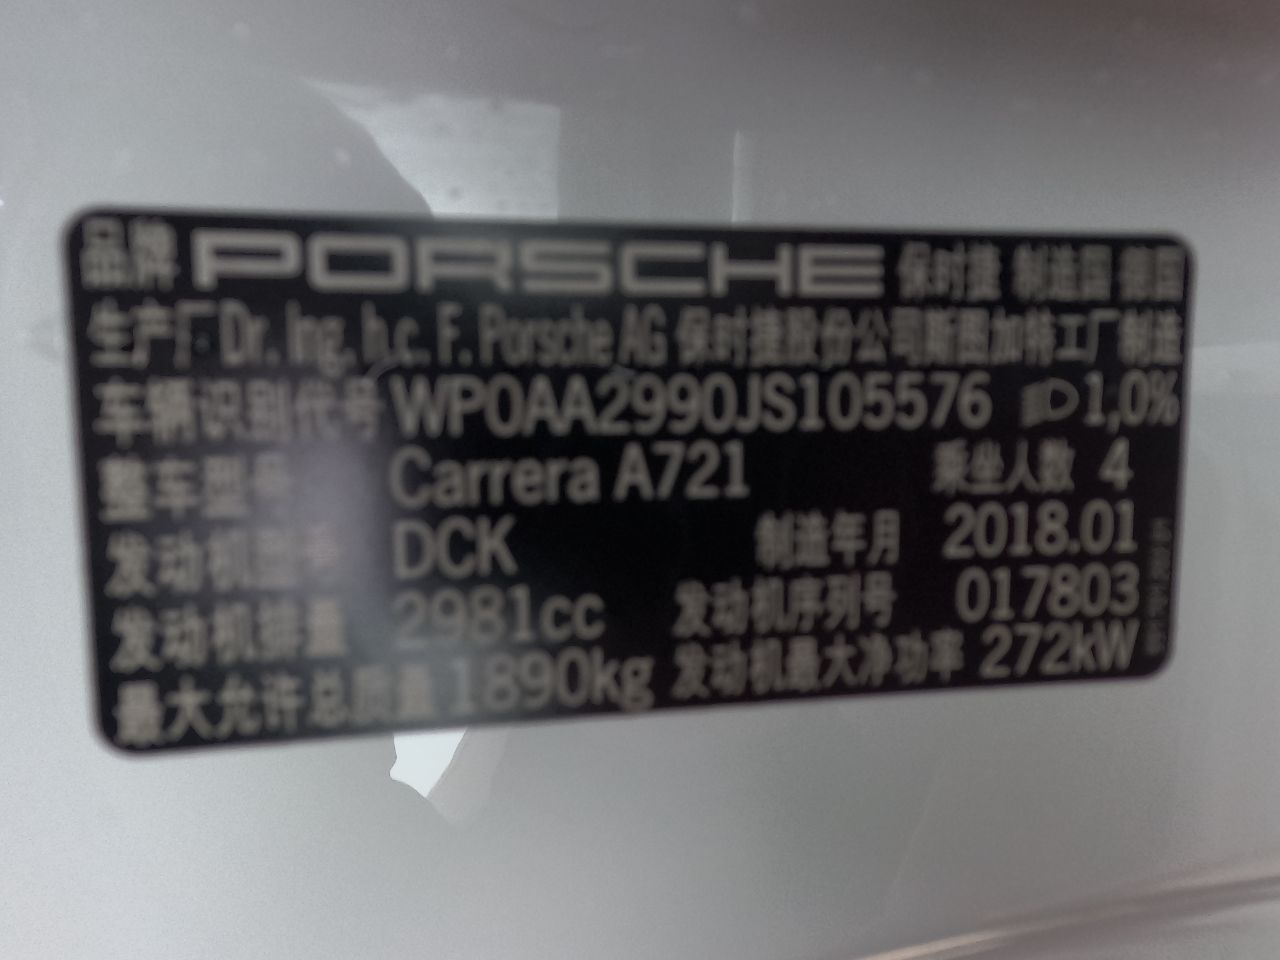 品牌 PORSCHE 保时捷 制造国 德国
生产厂 Dr. Ing. h.c. F. Porsche AG 保时捷股份公司斯图加特工厂制造
车辆识别代号 WP0AA2990JS105576 1,0%
整车型号 Carrera A721 乘坐人数 4
发动机型号 DCK 制造年月 2018.01
发动机排量 2981cc 发动机序列号 017803
最大允许总质量 1890kg 发动机最大净功率 272kW